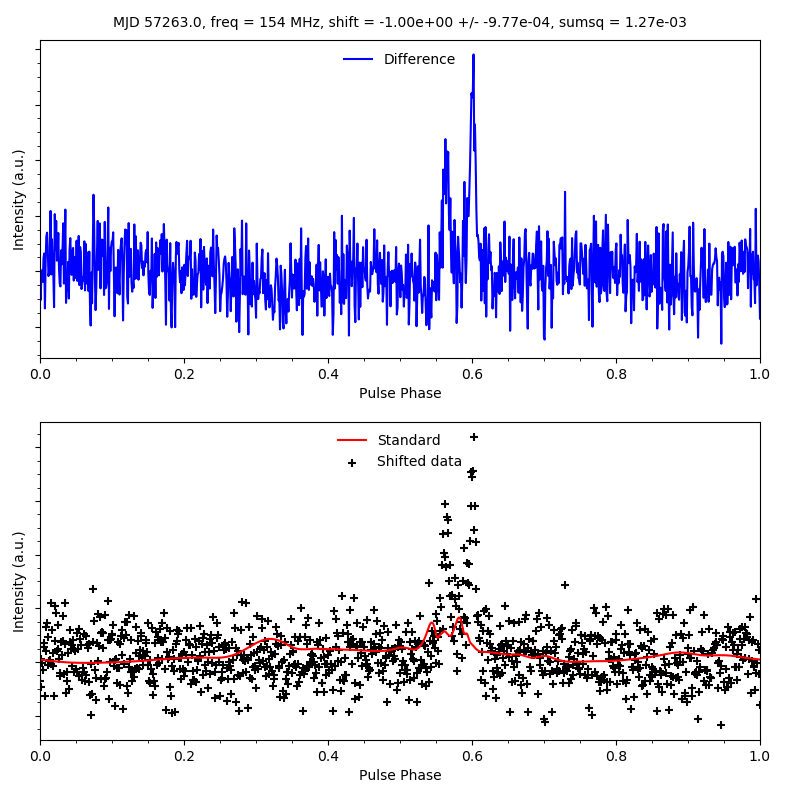 MJD 57263.0, freq = 154 MHz, shift = -1.00e+00 +/- -9.77e-04, sumsq = 1.27e-03
Difference
Intensity (a.u.)
0.0 0.2 0.4 0.6 0.8 1.0
Pulse Phase
Standard
Shifted data
Intensity (a.u.)
0.0 0.2 0.4 0.6 0.8 1.0
Pulse Phase